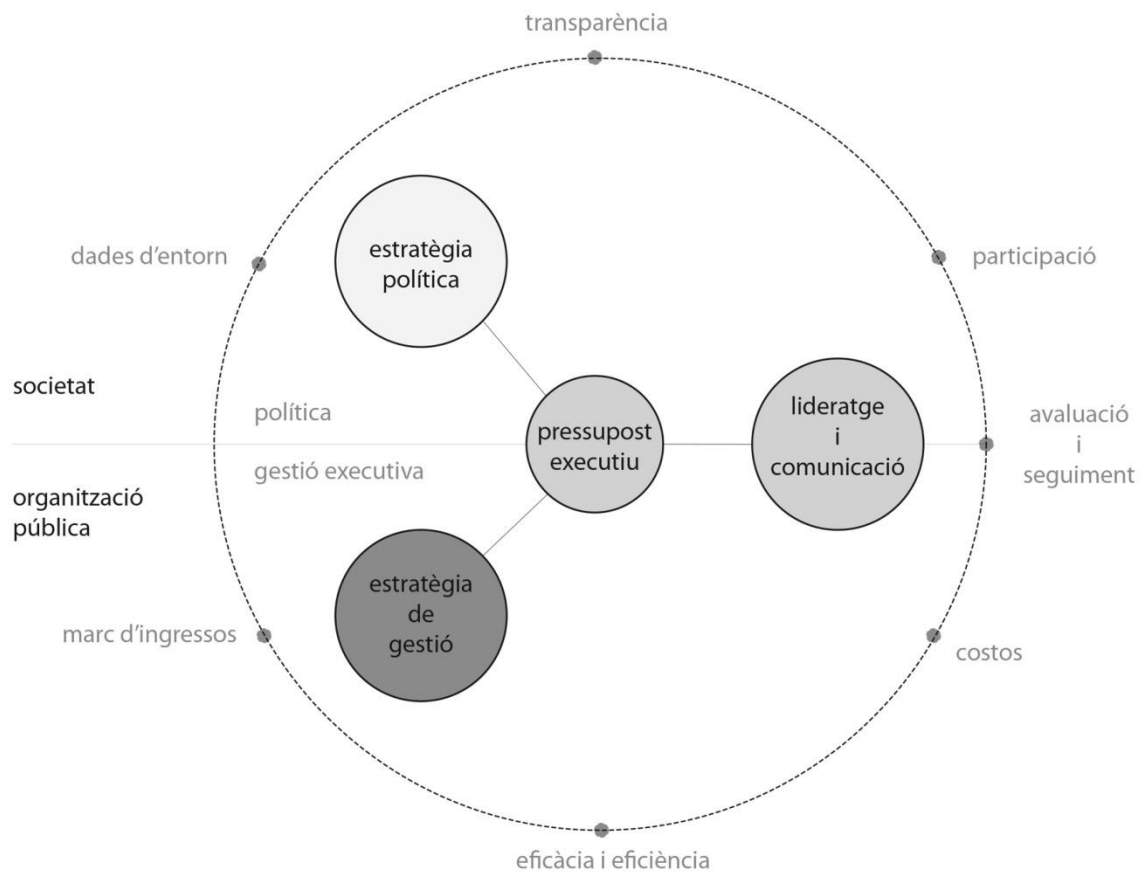 transparència
dades d'entorn
estratègia
política
participació
societat
política
pressupost
executiu
lideratge
i
comunicació
avaluació
i
seguiment
gestió executiva
organització
pública
estratègia
de
gestió
marc d'ingressos
costos
eficàcia i eficiència